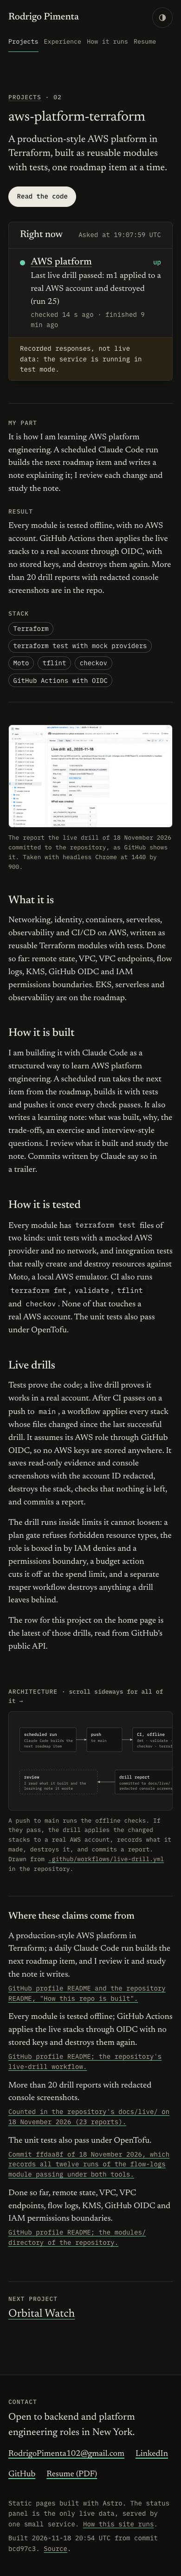 Rodrigo Pimenta
Projects Experience How it runs Resume
PROJECTS · 02
aws-platform-terraform
A production-style AWS platform in
Terraform, built as reusable modules
with tests, one roadmap item at a time.
Read the code
Right now Asked at 19:07:59 UTC
AWS platform up
Last live drill passed: m1 applied to a
real AWS account and destroyed
(run 25)
checked 14 s ago · finished 9
min ago
Recorded responses, not live
data: the service is running in
test mode.
MY PART
It is how I am learning AWS platform
engineering. A scheduled Claude Code run
builds the next roadmap item and writes a
note explaining it; I review each change and
study the note.
RESULT
Every module is tested offline, with no AWS
account. GitHub Actions then applies the live
stacks to a real account through OIDC, with
no stored keys, and destroys them again. More
than 20 drill reports with redacted console
screenshots are in the repo.
STACK
Terraform
terraform test with mock providers
Moto tflint checkov
GitHub Actions with OIDC
The report the live drill of 18 November 2026
committed to the repository, as GitHub shows
it. Taken with headless Chrome at 1440 by
900.
What it is
Networking, identity, containers, serverless,
observability and CI/CD on AWS, written as
reusable Terraform modules with tests. Done
so far: remote state, VPC, VPC endpoints, flow
logs, KMS, GitHub OIDC and IAM
permissions boundaries. EKS, serverless and
observability are on the roadmap.
How it is built
I am building it with Claude Code as a
structured way to learn AWS platform
engineering. A scheduled run takes the next
item from the roadmap, builds it with tests
and pushes it once every check passes. It also
writes a learning note: what was built, why, the
trade-offs, an exercise and interview-style
questions. I review what it built and study the
note. Commits written by Claude say so in
a trailer.
How it is tested
Every module has terraform test files of
two kinds: unit tests with a mocked AWS
provider and no network, and integration tests
that really create and destroy resources against
Moto, a local AWS emulator. CI also runs
terraform fmt, validate, tflint
and checkov. None of that touches a
real AWS account. The unit tests also pass
under OpenTofu.
Live drills
Tests prove the code; a live drill proves it
works in a real account. After CI passes on a
push to main, a workflow applies every stack
whose files changed since the last successful
drill. It assumes its AWS role through GitHub
OIDC, so no AWS keys are stored anywhere. It
saves read-only evidence and console
screenshots with the account ID redacted,
destroys the stack, checks that nothing is left,
and commits a report.
The drill runs inside limits it cannot loosen: a
plan gate refuses forbidden resource types, the
role is boxed in by IAM denies and a
permissions boundary, a budget action
cuts it off at the spend limit, and a separate
reaper workflow destroys anything a drill
leaves behind.
The row for this project on the home page is
the latest of those drills, read from GitHub's
public API.
ARCHITECTURE · scroll sideways for all of
it →
scheduled run
Claude Code builds the
next roadmap item
push
to main
CI, offline
review
I read what it built and the
learning note it wrote
drill report
A push to main runs the offline checks. If
they pass, the drill applies the changed
stacks to a real AWS account, records what it
made, destroys it, and commits a report.
Drawn from .github/workflows/live-drill.yml
in the repository.
Where these claims come from
A production-style AWS platform in
Terraform; a daily Claude Code run builds the
next roadmap item, and I review it and study
the note it writes.
GitHub profile README and the repository
README, "How this repo is built".
Every module is tested offline; GitHub Actions
applies the live stacks through OIDC with no
stored keys and destroys them again.
GitHub profile README; the repository's
live-drill workflow.
More than 20 drill reports with redacted
console screenshots.
Counted in the repository's docs/live/ on
18 November 2026 (23 reports).
The unit tests also pass under OpenTofu.
Commit ffdaa8f of 18 November 2026, which
records all twelve runs of the flow-logs
module passing under both tools.
Done so far, remote state, VPC, VPC
endpoints, flow logs, KMS, GitHub OIDC and
IAM permissions boundaries.
GitHub profile README; the modules/
directory of the repository.
NEXT PROJECT
Orbital Watch
CONTACT
Open to backend and platform
engineering roles in New York.
RodrigoPimenta102@gmail.com LinkedIn
GitHub Resume (PDF)
Static pages built with Astro. The status
panel is the only live data, served by
one small service. How this site runs.
Built 2026-11-18 20:54 UTC from commit
bcd97c3. Source.